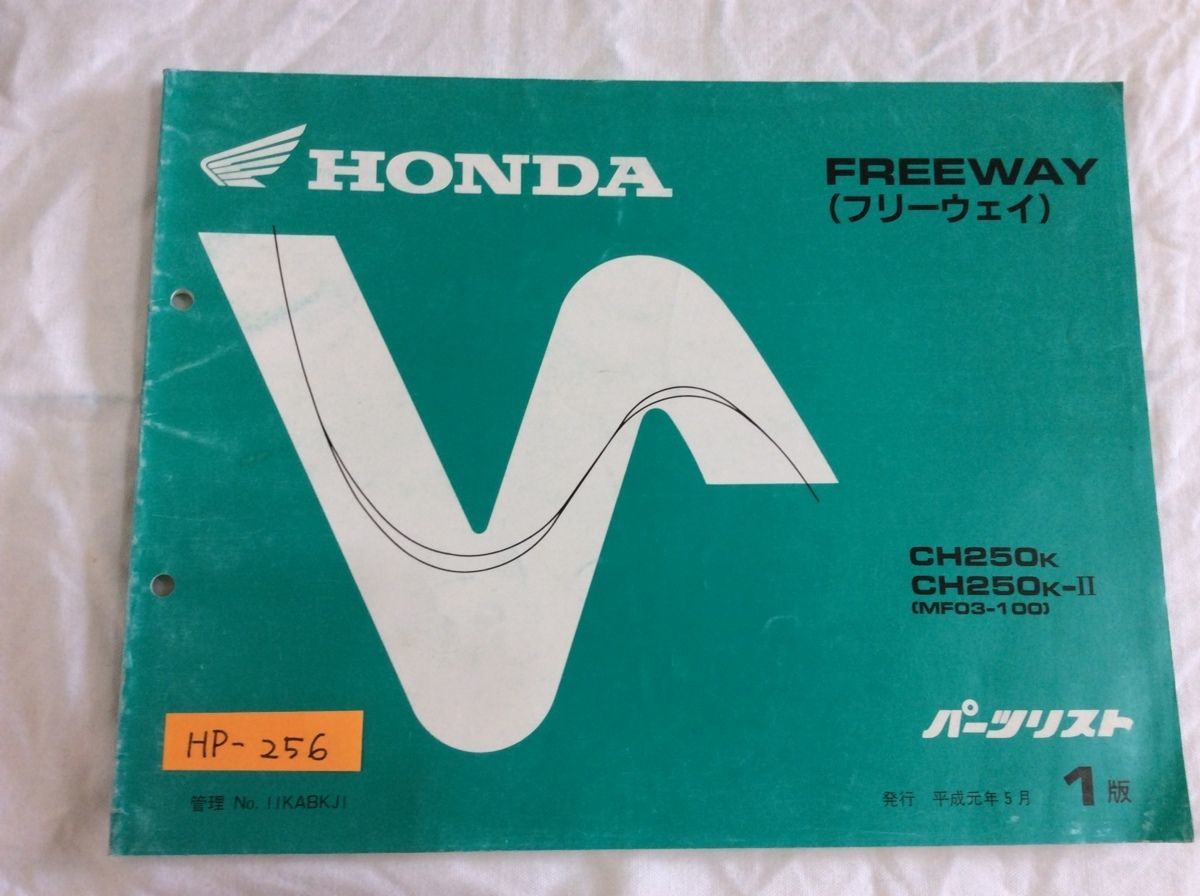 HONDA
FREEWAY
(フリーウェイ)
CH250K
CH250K-II
(MF03-100)
パーツリスト
HP-256
管理 No. 11KABKJ1
発行 平成元年5月 1版